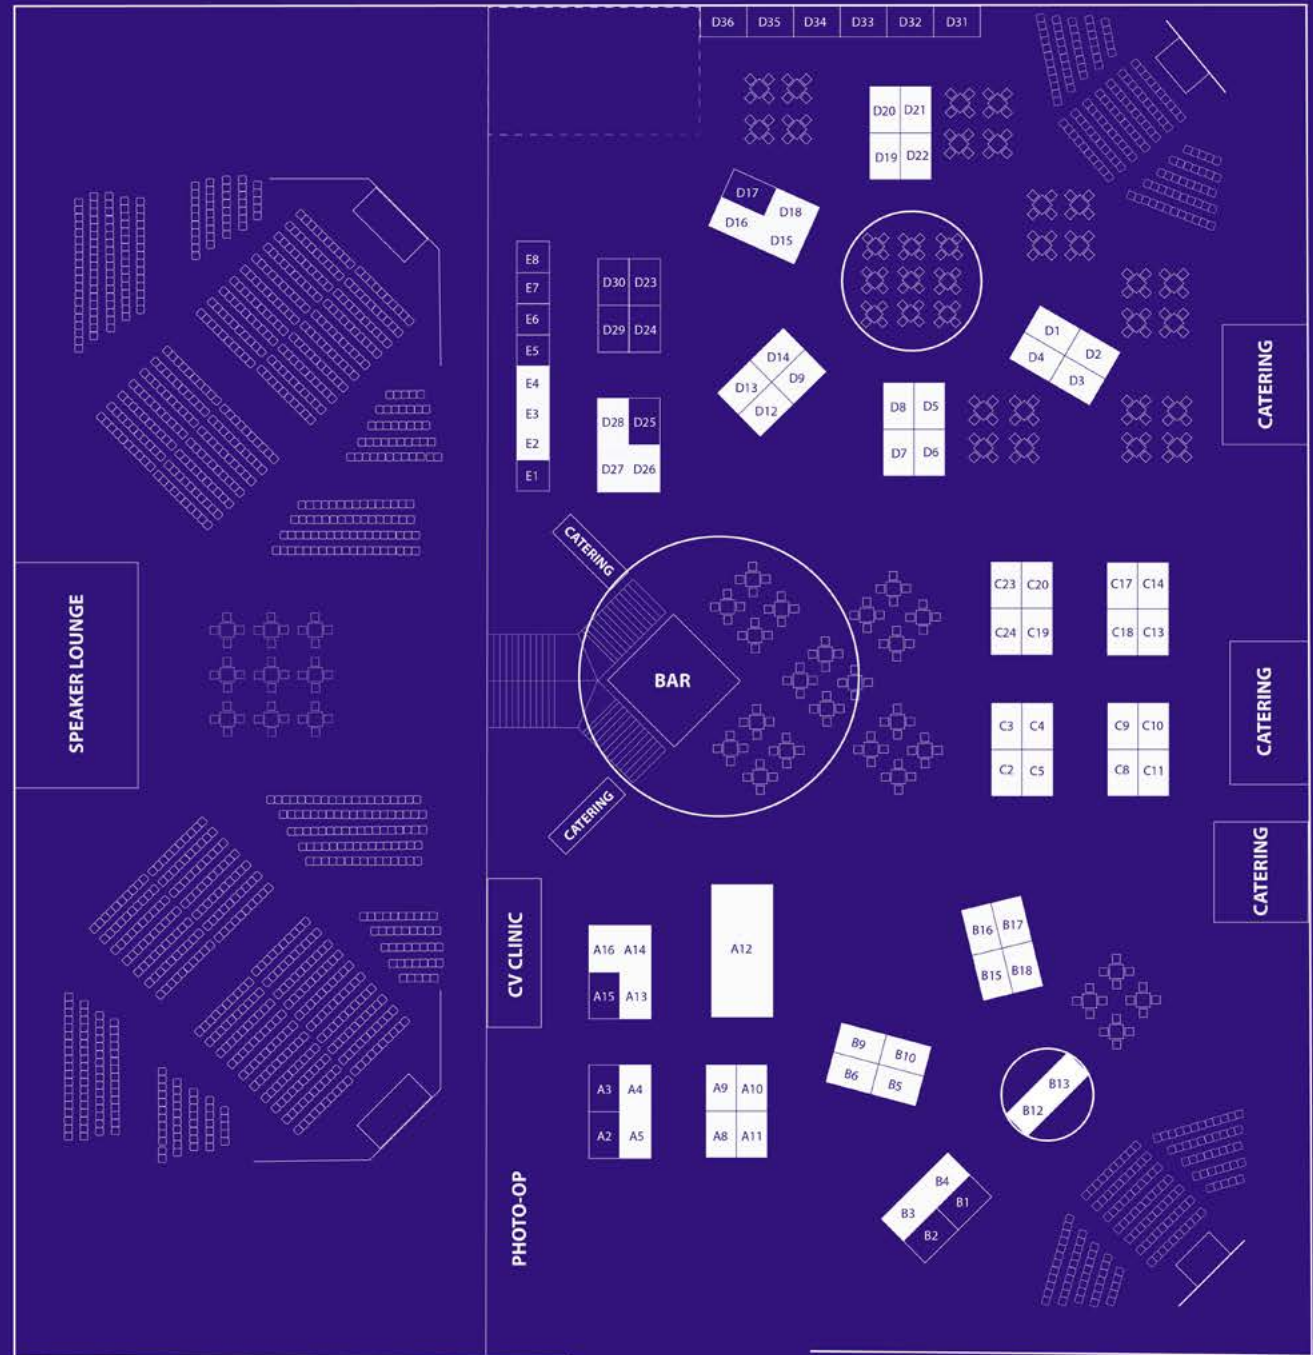 D36 D35 D34 D33 D32 D31
D20 D21
D19 D22
D17
D18
D16
D15
E8
E7
E6
E5
E4
E3
E2
E1
D30 D23
D29 D24
D28 D25
D27 D26
D14
D13 D9
D12
D1
D4 D2
D3
D8 D5
D7 D6
CATERING
CATERING
SPEAKER LOUNGE
BAR
CATERING
C23 C20
C24 C19
C17 C14
C18 C13
C3 C4
C2 C5
C9 C10
C8 C11
CATERING
CATERING
CV CLINIC
A16 A14
A15 A13
A12
B16 B17
B15 B18
B9 B10
B6 B5
B13
B12
A3 A4
A2 A5
A9 A10
A8 A11
B4
B3 B1
B2
PHOTO-OP